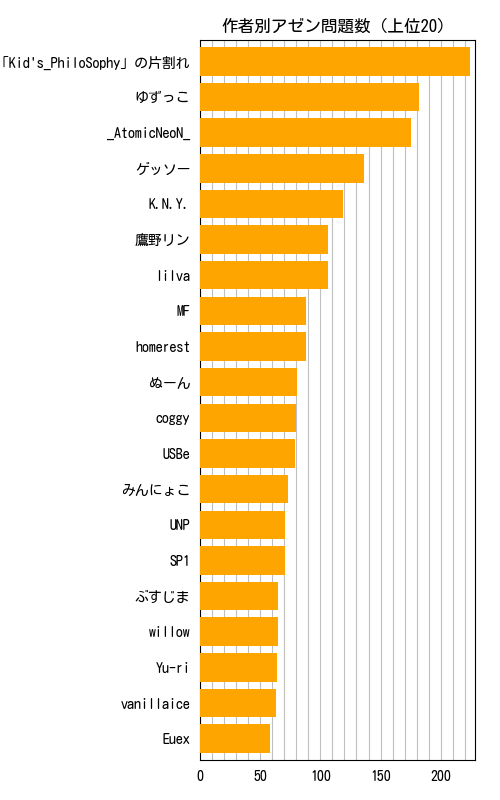 作者別アゼン問題数（上位20）
「Kid's_PhiloSophy」の片割れ
ゆずっこ
_AtomicNeoN_
ゲッソー
K.N.Y.
鷹野リン
lilva
MF
homerest
ぬーん
coggy
USBe
みんにょこ
UNP
SP1
ぶすじま
willow
Yu-ri
vanillaice
Euex
0 50 100 150 200